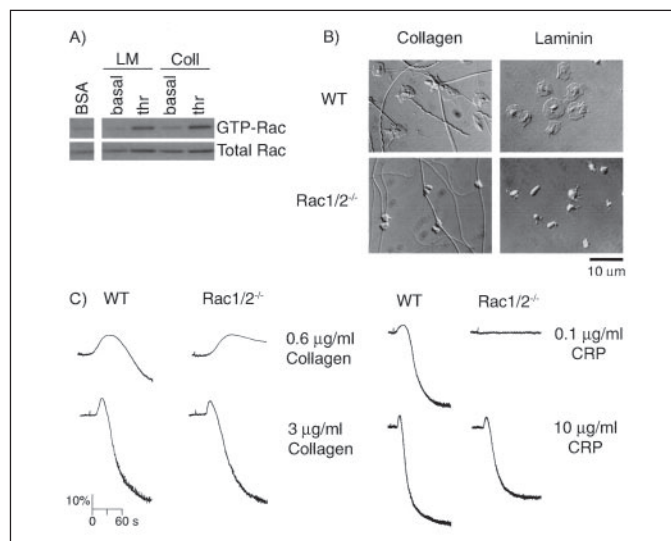 A)
LM Coll
BSA basal thr basal thr
GTP-Rac
Total Rac
B)
Collagen Laminin
WT
Rac1/2-/-
10 µm
C)
WT Rac1/2-/-
0.6 µg/ml
Collagen
3 µg/ml
Collagen
10%
0 60 s
WT Rac1/2-/-
0.1 µg/ml
CRP
10 µg/ml
CRP